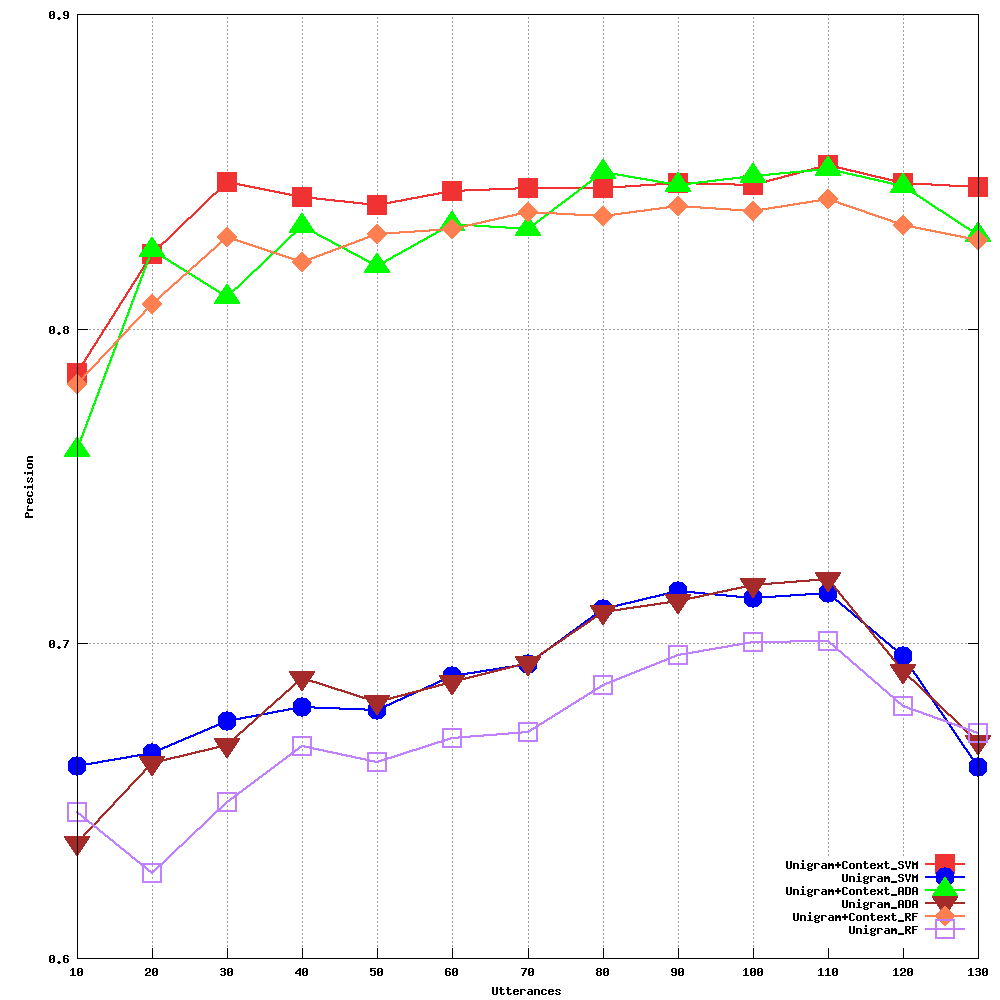 0.9
0.8
Precision
0.7
Unigram+Context_SVM
Unigram_SVM
Unigram+Context_ADA
Unigram_ADA
Unigram+Context_RF
Unigram_RF
0.6
10 20 30 40 50 60 70 80 90 100 110 120 130
Utterances